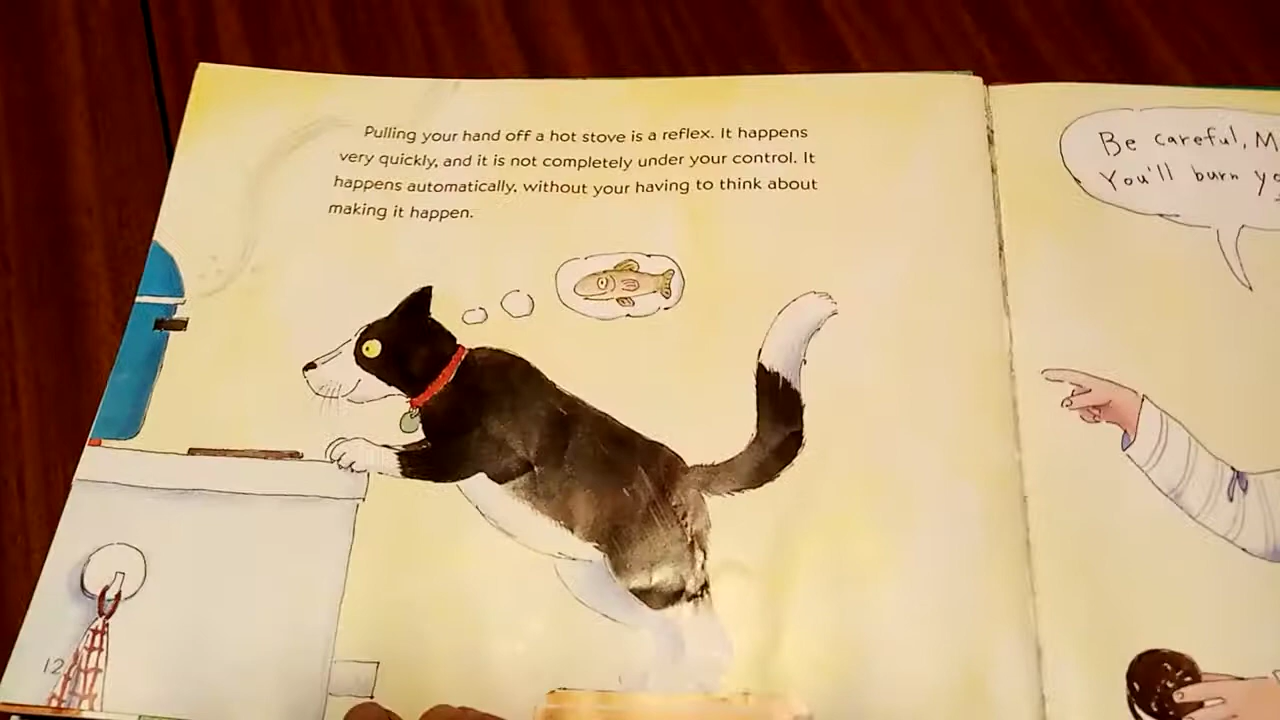 Pulling your hand off a hot stove is a reflex. It happens
very quickly, and it is not completely under your control. It
happens automatically, without your having to think about
making it happen.
12
Be careful, M
You'll burn yo